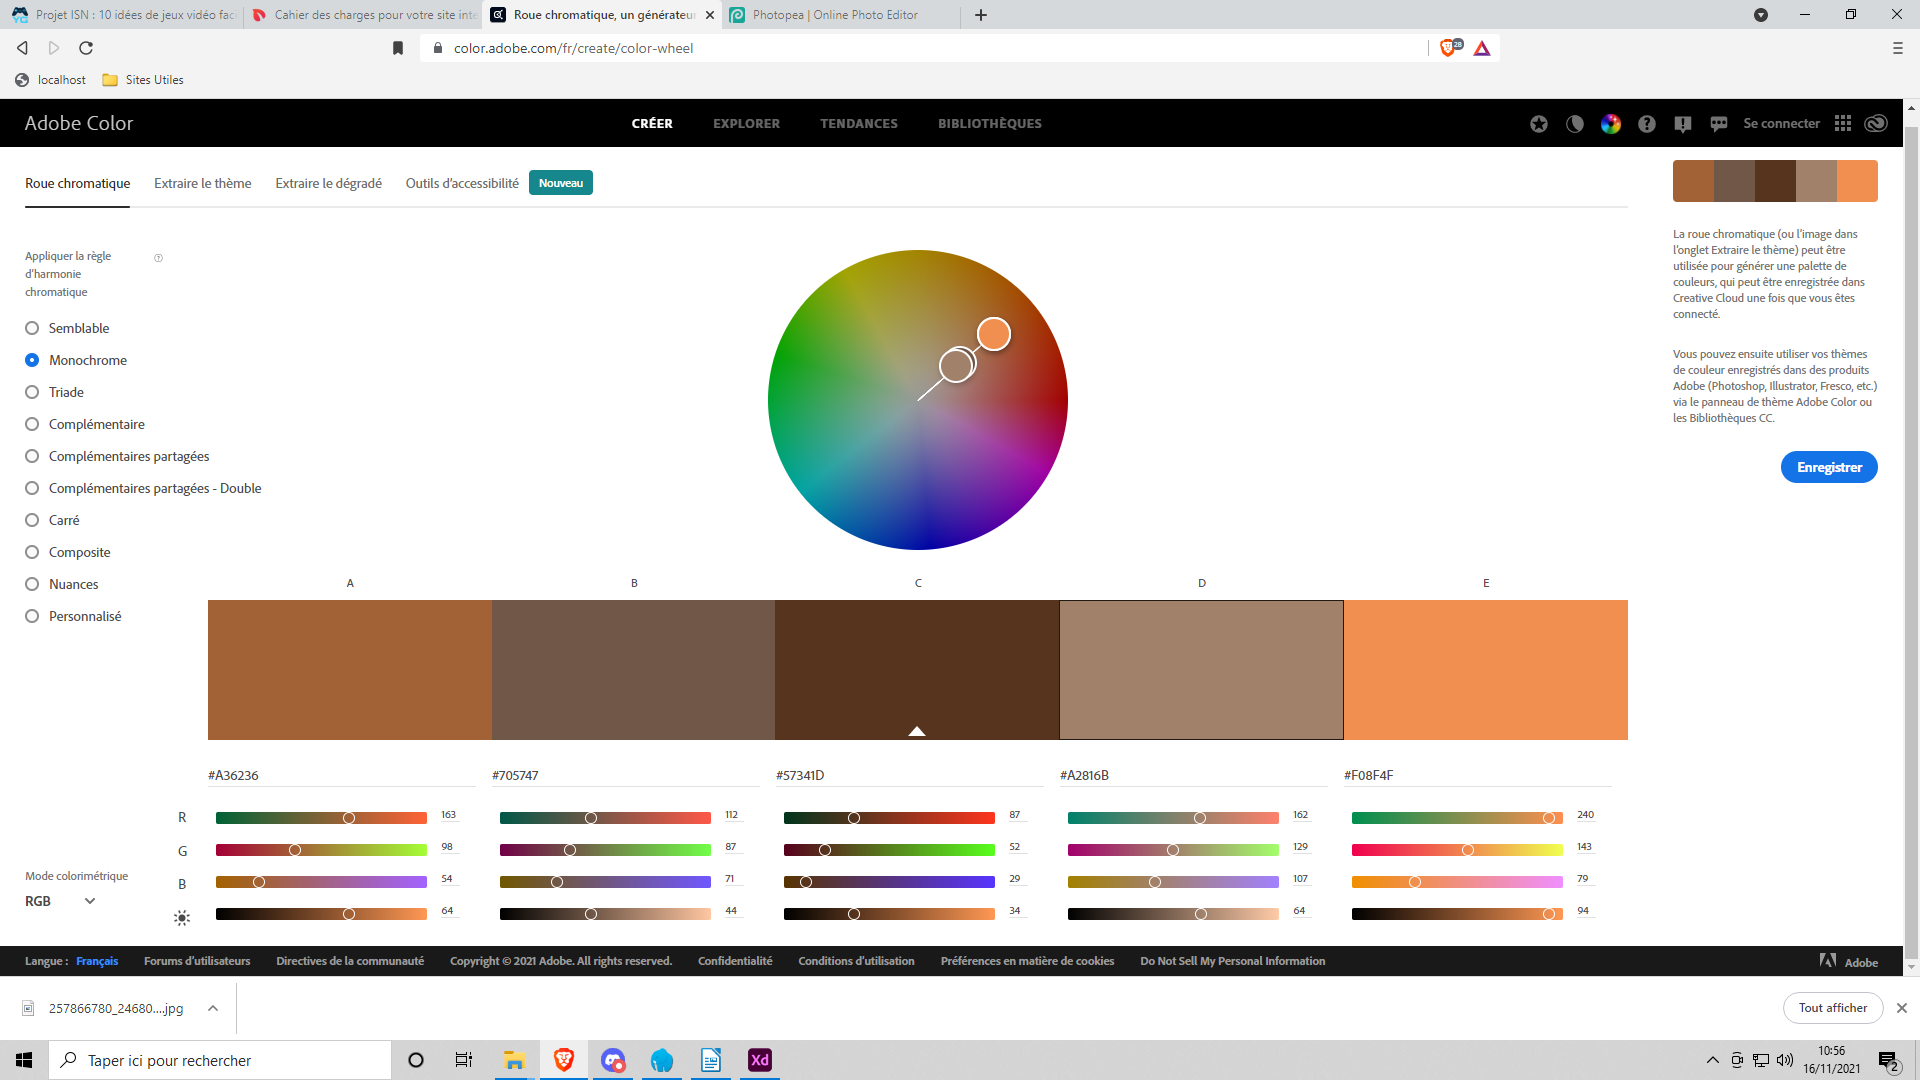 Projet ISN : 10 idées de jeux vidéo faci
Cahier des charges pour votre site inte
Roue chromatique, un générateur
Photopea | Online Photo Editor
color.adobe.com/fr/create/color-wheel
28
localhost
Sites Utiles
Adobe Color
CRÉER
EXPLORER
TENDANCES
BIBLIOTHÈQUES
Se connecter
Roue chromatique
Extraire le thème
Extraire le dégradé
Outils d'accessibilité
Nouveau
Appliquer la règle
d'harmonie
chromatique
Semblable
Monochrome
Triade
Complémentaire
Complémentaires partagées
Complémentaires partagées - Double
Carré
Composite
Nuances
Personnalisé
La roue chromatique (ou l'image dans
l'onglet Extraire le thème) peut être
utilisée pour générer une palette de
couleurs, qui peut être enregistrée dans
Creative Cloud une fois que vous êtes
connecté.
Vous pouvez ensuite utiliser vos thèmes
de couleur enregistrés dans des produits
Adobe (Photoshop, Illustrator, Fresco, etc.)
via le panneau de thème Adobe Color ou
les Bibliothèques CC.
Enregistrer
A
B
C
D
E
#A36236
#705747
#57341D
#A2816B
#F08F4F
R
163
112
87
162
240
G
98
87
52
129
143
B
54
71
29
107
79
64
44
34
64
94
Mode colorimétrique
RGB
Langue :
Français
Forums d'utilisateurs
Directives de la communauté
Copyright © 2021 Adobe. All rights reserved.
Confidentialité
Conditions d'utilisation
Préférences en matière de cookies
Do Not Sell My Personal Information
Adobe
257866780_24680....jpg
Tout afficher
Taper ici pour rechercher
Xd
10:56
16/11/2021
2